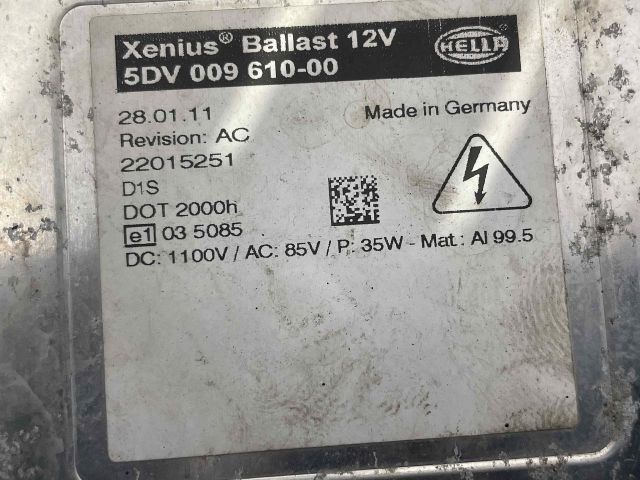 Xenius® Ballast 12V
HELLA
5DV 009 610-00
28.01.11
Made in Germany
Revision: AC
22015251
D1S
DOT 2000h
e1 03 5085
DC: 1100V / AC: 85V / P: 35W - Mat.: Al 99.5